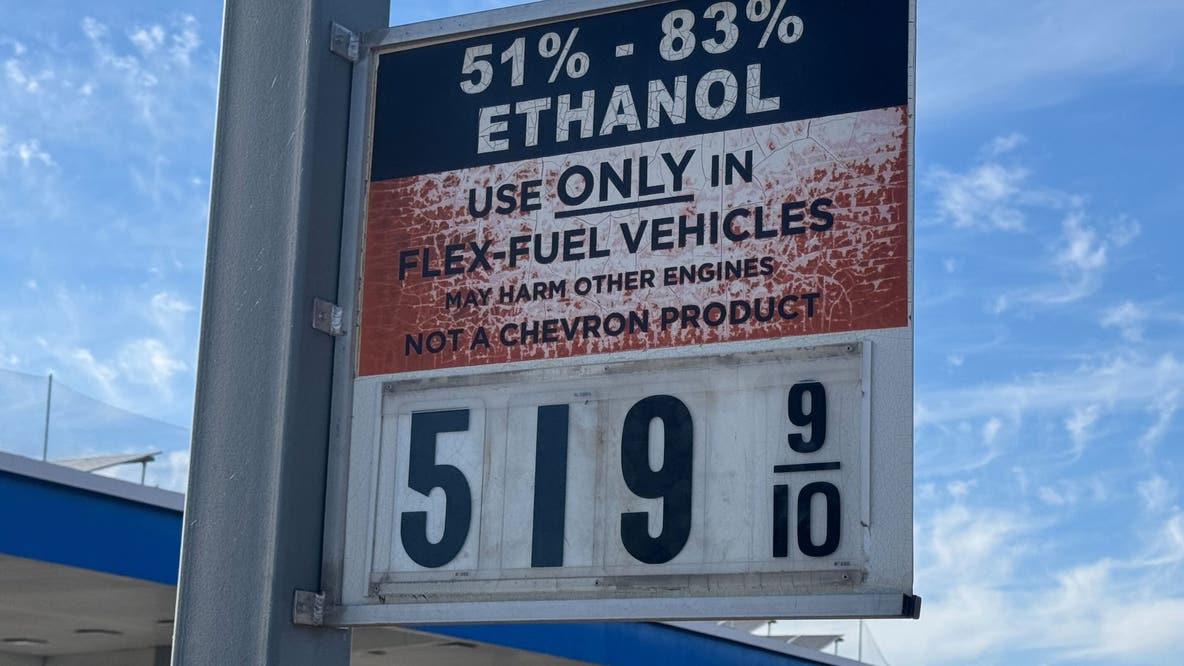 51% - 83%
ETHANOL
USE ONLY IN
FLEX-FUEL VEHICLES
MAY HARM OTHER ENGINES
NOT A CHEVRON PRODUCT
519 9/10